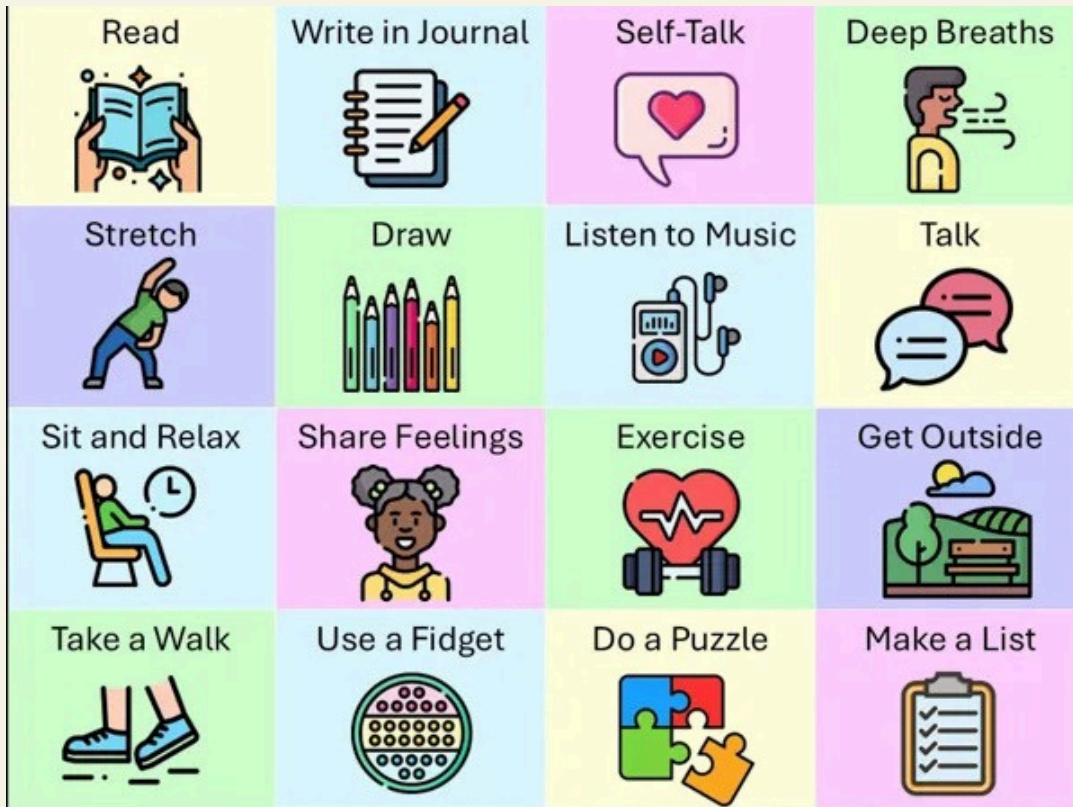 Read
Write in Journal
Self-Talk
Deep Breaths
Stretch
Draw
Listen to Music
Talk
Sit and Relax
Share Feelings
Exercise
Get Outside
Take a Walk
Use a Fidget
Do a Puzzle
Make a List